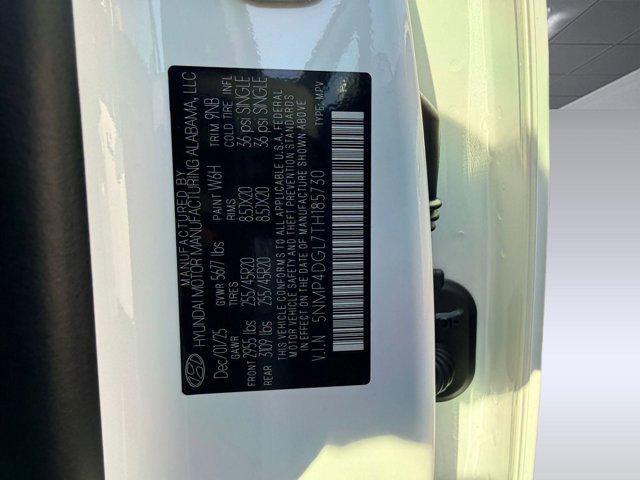 MANUFACTURED BY
HYUNDAI MOTOR MANUFACTURING ALABAMA, LLC
Dec/01/25 GVWR 5677 lbs PAINT W6H TRIM 9NB
GAWR TIRES RIMS COLD TIRE INFL
FRONT 2955 lbs 255/45R20 8.5JX20 36 psi SINGLE
REAR 3109 lbs 255/45R20 8.5JX20 36 psi SINGLE
THIS VEHICLE CONFORMS TO ALL APPLICABLE U.S.A. FEDERAL
MOTOR VEHICLE SAFETY AND THEFT PREVENTION STANDARDS
IN EFFECT ON THE DATE OF MANUFACTURE SHOWN ABOVE
V.I.N 5NMP4DGL7TH185730 TYPE: MPV